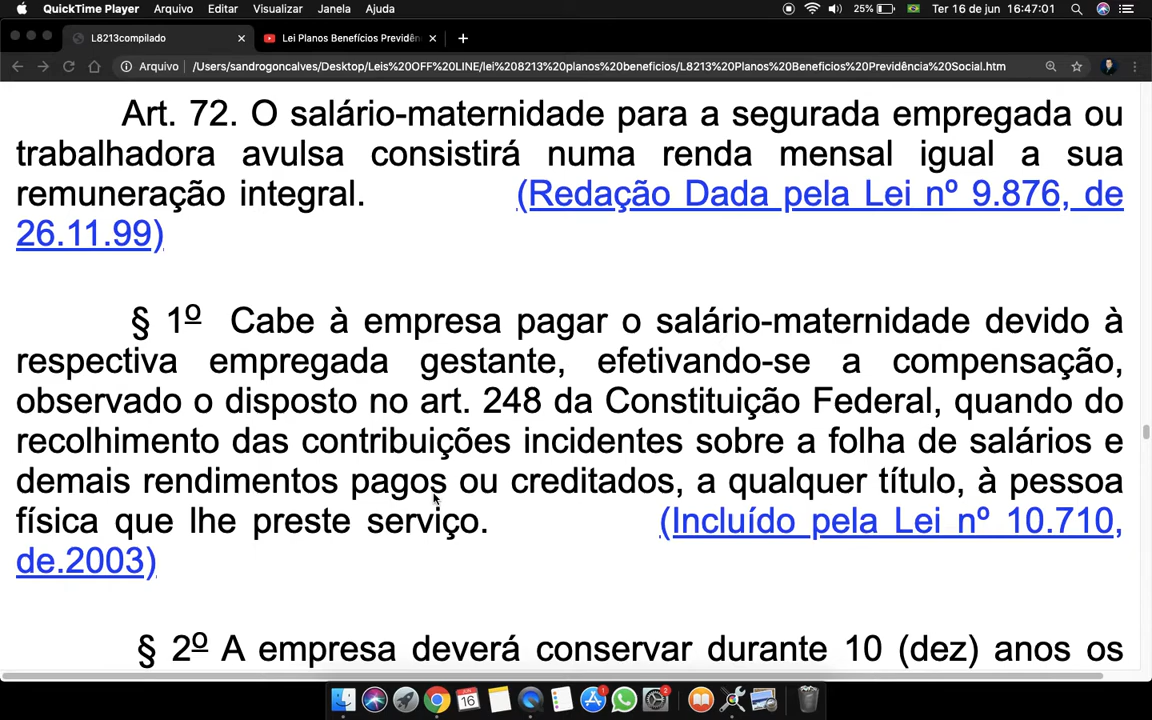 QuickTime Player Arquivo Editar Visualizar Janela Ajuda 25% Ter 16 de jun 16:47:01
L8213compilado Lei Planos Benefícios Previdên
Arquivo /Users/sandrogoncalves/Desktop/Leis%20OFF%20LINE/lei%208213%20planos%20beneficios/L8213%20Planos%20Beneficios%20Previdência%20Social.htm
Art. 72. O salário-maternidade para a segurada empregada ou
trabalhadora avulsa consistirá numa renda mensal igual a sua
remuneração integral. (Redação Dada pela Lei nº 9.876, de
26.11.99)
§ 1º Cabe à empresa pagar o salário-maternidade devido à
respectiva empregada gestante, efetivando-se a compensação,
observado o disposto no art. 248 da Constituição Federal, quando do
recolhimento das contribuições incidentes sobre a folha de salários e
demais rendimentos pagos ou creditados, a qualquer título, à pessoa
física que lhe preste serviço. (Incluído pela Lei nº 10.710,
de.2003)
§ 2º A empresa deverá conservar durante 10 (dez) anos os
JUN
16
1
2